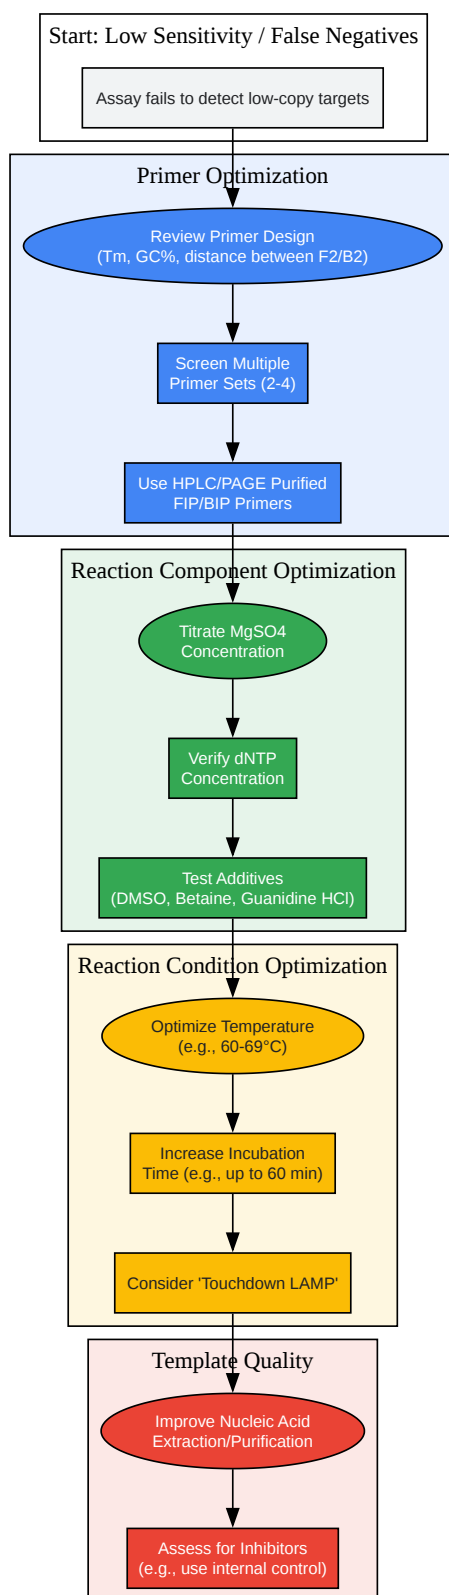 Start: Low Sensitivity / False Negatives
Assay fails to detect low-copy targets
Primer Optimization
Review Primer Design
(Tm, GC%, distance between F2/B2)
Screen Multiple
Primer Sets (2-4)
Use HPLC/PAGE Purified
FIP/BIP Primers
Reaction Component Optimization
Titrate MgSO4
Concentration
Verify dNTP
Concentration
Test Additives
(DMSO, Betaine, Guanidine HCl)
Reaction Condition Optimization
Optimize Temperature
(e.g., 60-69°C)
Increase Incubation
Time (e.g., up to 60 min)
Consider 'Touchdown LAMP'
Template Quality
Improve Nucleic Acid
Extraction/Purification
Assess for Inhibitors
(e.g., use internal control)